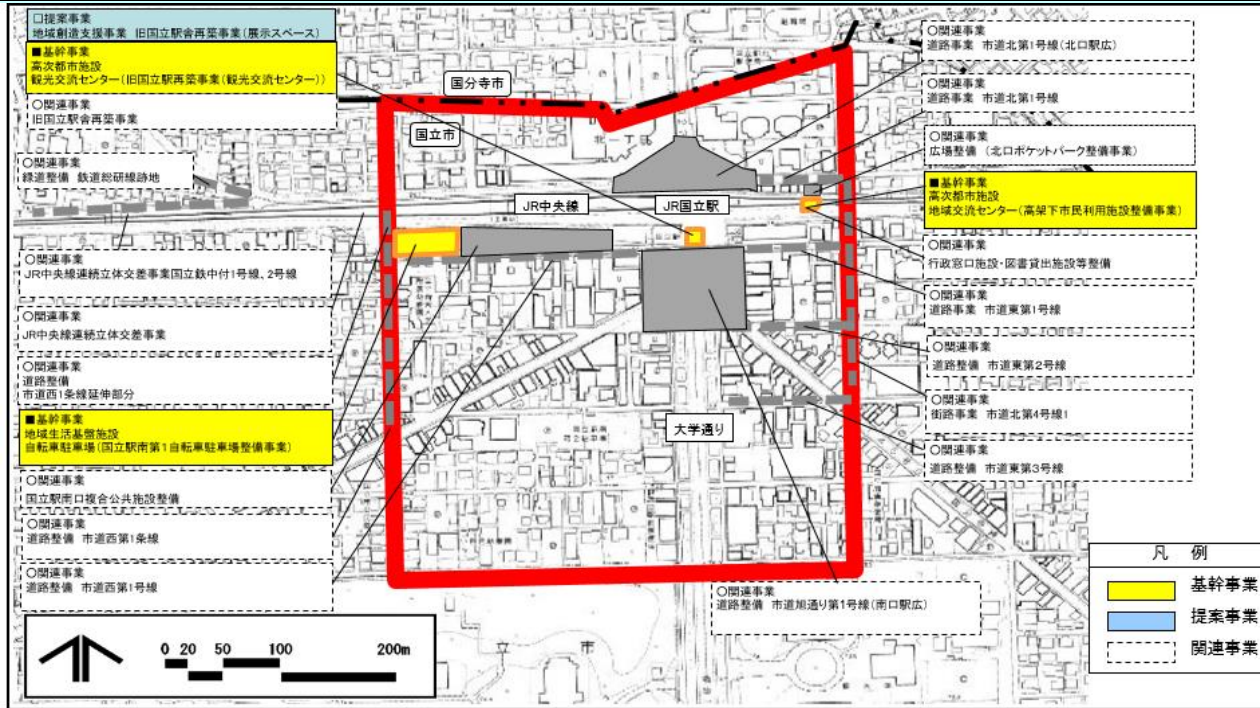 □提案事業
地域創造支援事業 旧国立駅舎再築事業(展示スペース)
■基幹事業
高次都市施設
観光交流センター(旧国立駅再築事業(観光交流センター))
○関連事業
旧国立駅舎再築事業
○関連事業
緑道整備 鉄道総研線跡地
○関連事業
JR中央線連続立体交差事業国立鉄中付1号線、2号線
○関連事業
JR中央線連続立体交差事業
○関連事業
道路整備
市道西1条線延伸部分
■基幹事業
地域生活基盤施設
自転車駐車場(国立駅南第1自転車駐車場整備事業)
○関連事業
国立駅南口複合公共施設整備
○関連事業
道路整備 市道西第1条線
○関連事業
道路整備 市道西第1号線
国分寺市
国立市
北一丁目
JR中央線
JR国立駅
大学通り
○関連事業
道路事業 市道北第1号線(北口駅広)
○関連事業
道路事業 市道北第1号線
○関連事業
広場整備 (北口ポケットパーク整備事業)
■基幹事業
高次都市施設
地域交流センター(高架下市民利用施設整備事業)
○関連事業
行政窓口施設・図書貸出施設等整備
○関連事業
道路事業 市道東第1号線
○関連事業
道路整備 市道東第2号線
○関連事業
街路事業 市道北第4号線1
○関連事業
道路整備 市道東第3号線
○関連事業
道路整備 市道旭通り第1号線(南口駅広)
立 市
0 20 50 100 200m
凡 例
基幹事業
提案事業
関連事業